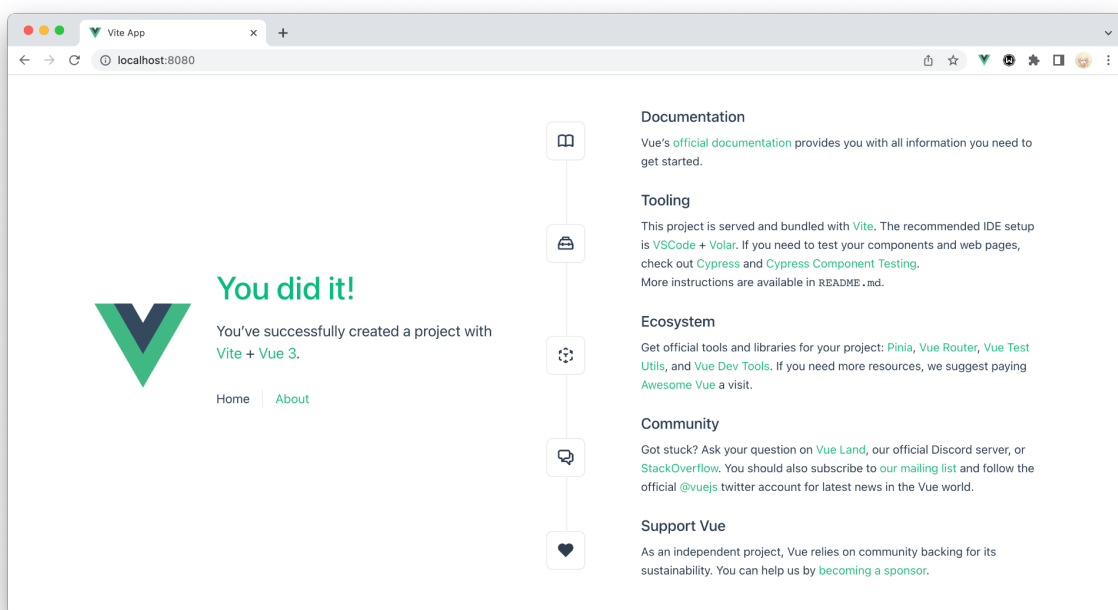 Vite App
localhost:8080
You did it!
You've successfully created a project with
Vite + Vue 3.
Home
About
Documentation
Vue's official documentation provides you with all information you need to
get started.
Tooling
This project is served and bundled with Vite. The recommended IDE setup
is VSCode + Volar. If you need to test your components and web pages,
check out Cypress and Cypress Component Testing.
More instructions are available in README.md.
Ecosystem
Get official tools and libraries for your project: Pinia, Vue Router, Vue Test
Utils, and Vue Dev Tools. If you need more resources, we suggest paying
Awesome Vue a visit.
Community
Got stuck? Ask your question on Vue Land, our official Discord server, or
StackOverflow. You should also subscribe to our mailing list and follow the
official @vuejs twitter account for latest news in the Vue world.
Support Vue
As an independent project, Vue relies on community backing for its
sustainability. You can help us by becoming a sponsor.